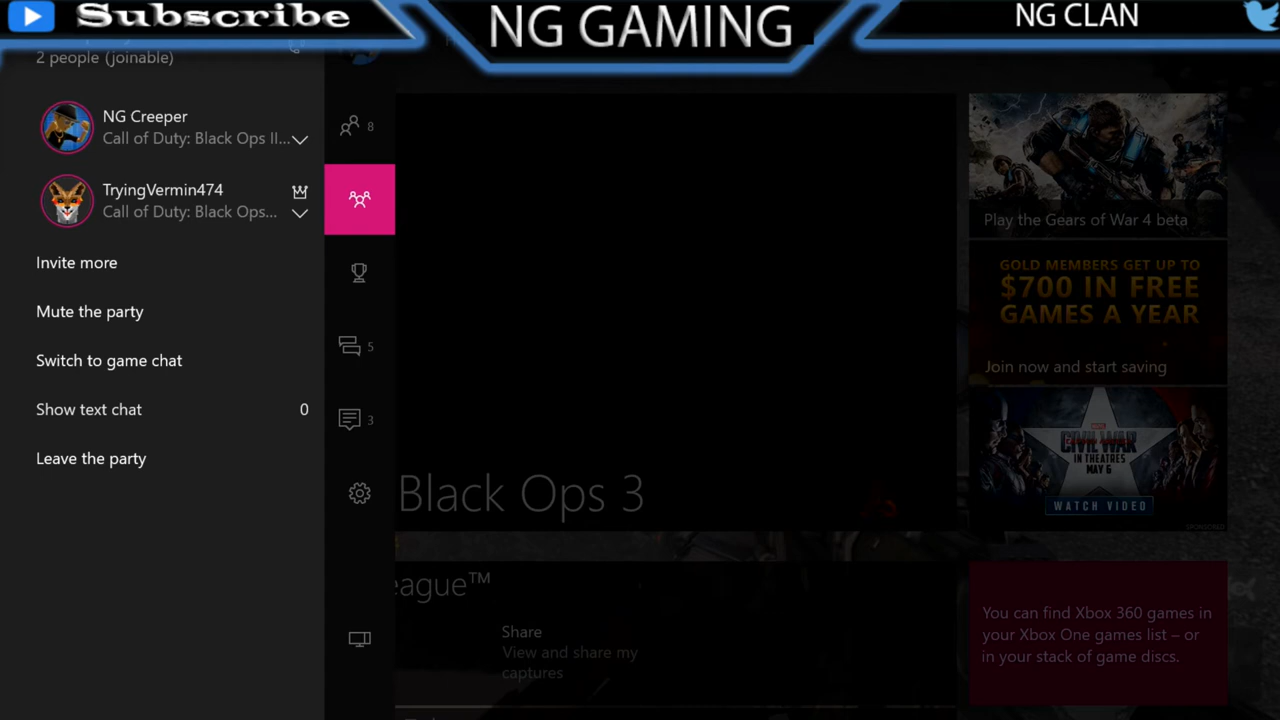 Subscribe
NG GAMING
NG CLAN
2 people (joinable)
NG Creeper
Call of Duty: Black Ops II...
TryingVermin474
Call of Duty: Black Ops...
Invite more
Mute the party
Switch to game chat
Show text chat 0
Leave the party
8
5
3
Black Ops 3
eague™
Share
View and share my
captures
Play the Gears of War 4 beta
GOLD MEMBERS GET UP TO
$700 IN FREE
GAMES A YEAR
Join now and start saving
MARVEL
CIVIL WAR
IN THEATRES
MAY 6
WATCH VIDEO
SPONSORED
You can find Xbox 360 games in
your Xbox One games list – or
in your stack of game discs.